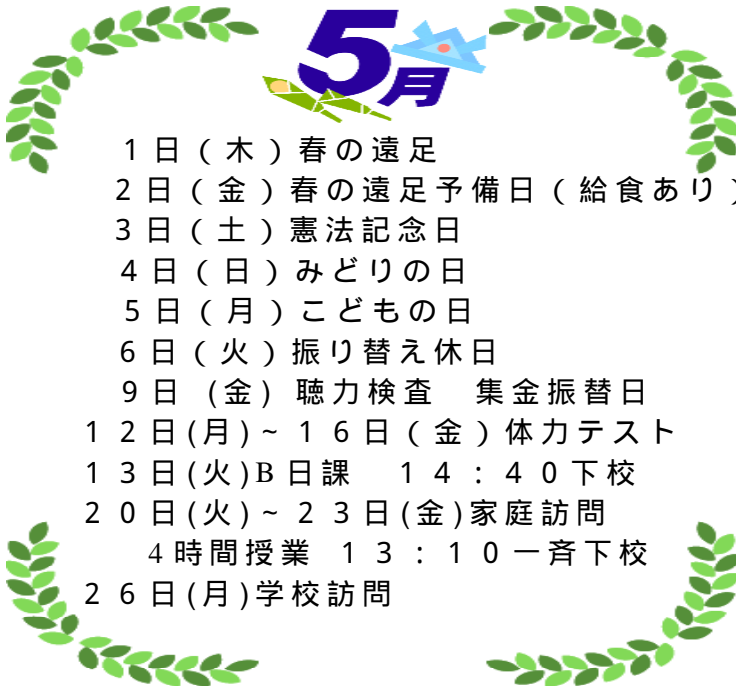 5月
1日（木）春の遠足
2日（金）春の遠足予備日（給食あり）
3日（土）憲法記念日
4日（日）みどりの日
5日（月）こどもの日
6日（火）振り替え休日
9日 (金) 聴力検査　集金振替日
１２日(月)～１６日（金）体力テスト
１３日(火)B日課　１４：４０下校
２０日(火)～２３日(金)家庭訪問
4時間授業 １３：１０一斉下校
２６日(月)学校訪問